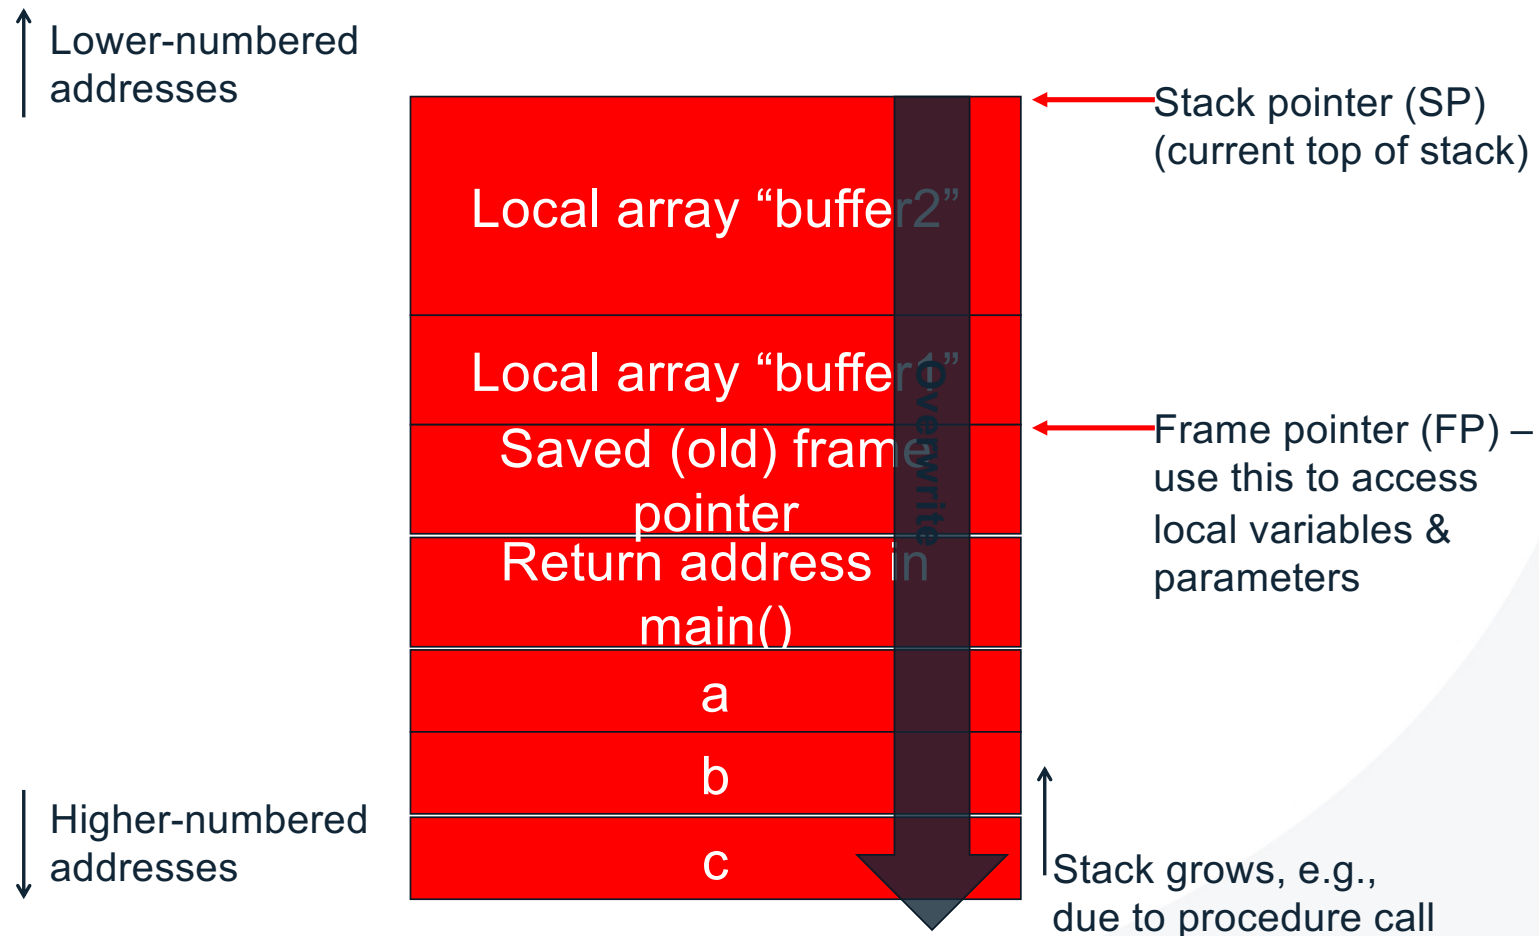 Lower-numbered
addresses
Stack pointer (SP)
(current top of stack)
Local array “buffer2”
Local array “buffer1”
Overwrite
Saved (old) frame
pointer
Frame pointer (FP) –
use this to access
local variables &
parameters
Return address in
main()
a
b
c
Higher-numbered
addresses
Stack grows, e.g.,
due to procedure call